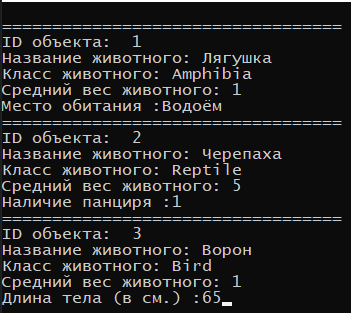 ==================================
ID объекта:  1
Название животного: Лягушка
Класс животного: Amphibia
Средний вес животного: 1
Место обитания :Водоём
==================================
ID объекта:  2
Название животного: Черепаха
Класс животного: Reptile
Средний вес животного: 5
Наличие панциря :1
==================================
ID объекта:  3
Название животного: Ворон
Класс животного: Bird
Средний вес животного: 1
Длина тела (в см.) :65